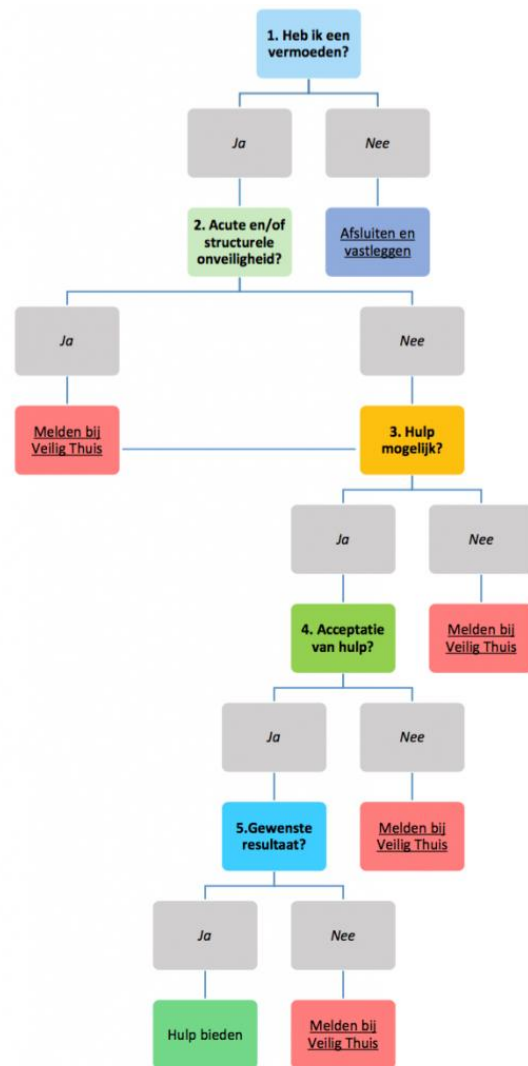 1. Heb ik een
vermoeden?
Ja
Nee
2. Acute en/of
structurele
onveiligheid?
Afsluiten en
vastleggen
Ja
Nee
Melden bij
Veilig Thuis
3. Hulp
mogelijk?
Ja
Nee
4. Acceptatie
van hulp?
Melden bij
Veilig Thuis
Ja
Nee
5.Gewenste
resultaat?
Melden bij
Veilig Thuis
Ja
Nee
Hulp bieden
Melden bij
Veilig Thuis